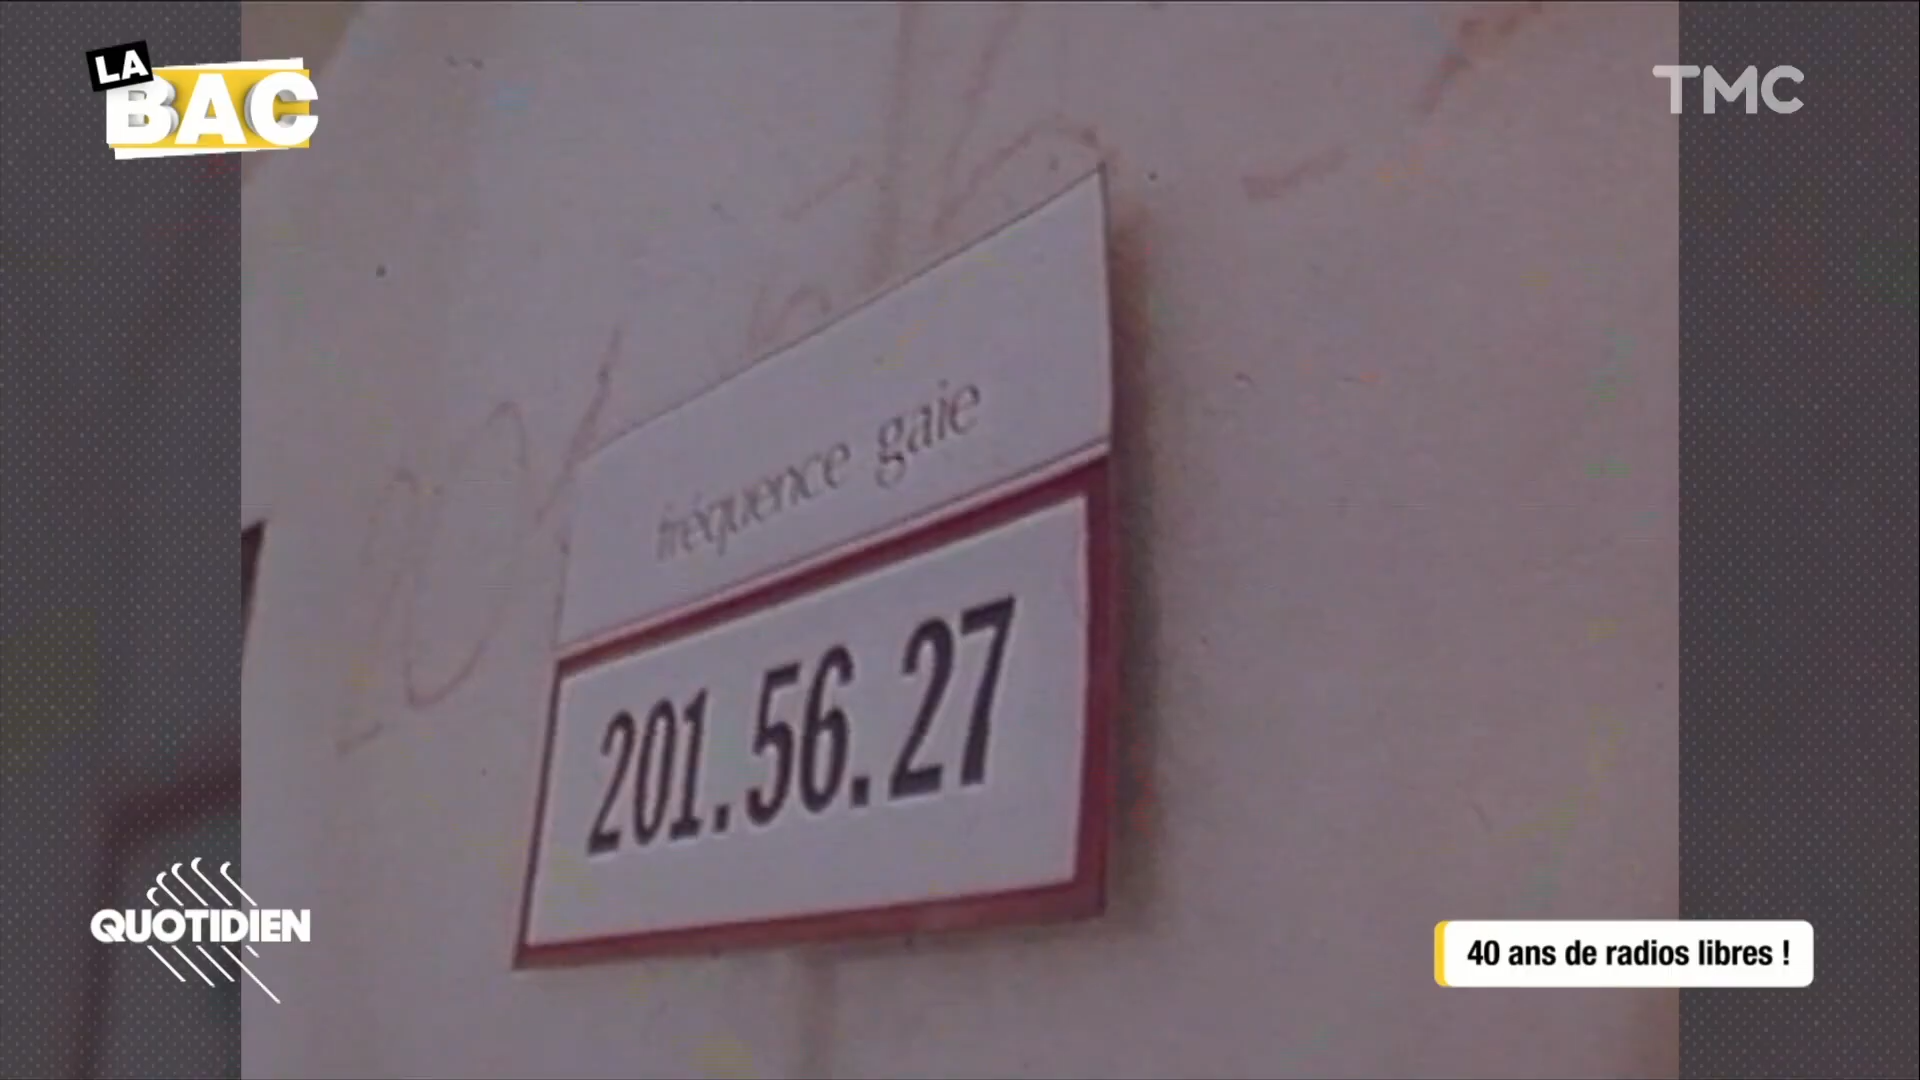 LA
BAC
TMC
fréquence gaie
201.56.27
QUOTIDIEN
40 ans de radios libres !